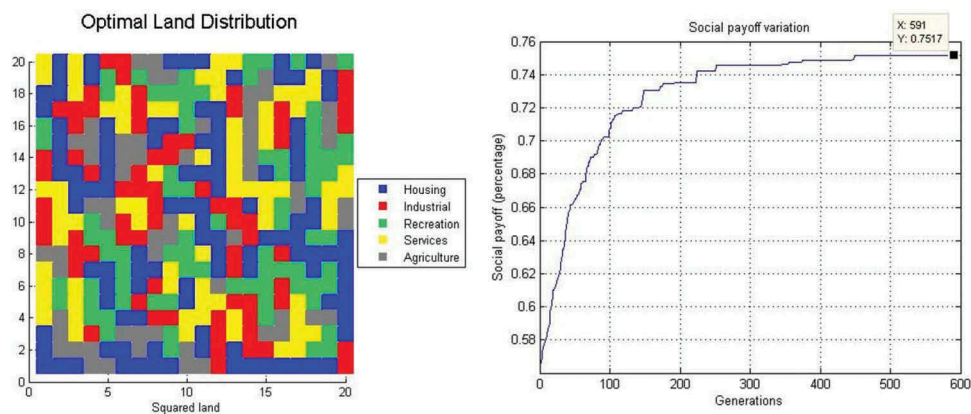 Optimal Land Distribution
20
18
16
14
12
10
8
6
4
2
0
0 5 10 15 20
Squared land
Housing
Industrial
Recreation
Services
Agriculture
Social payoff variation
X: 591
Y: 0.7517
0.76
0.74
0.72
0.7
0.68
0.66
0.64
0.62
0.6
0.58
Social payoff (percentage)
0 100 200 300 400 500 600
Generations